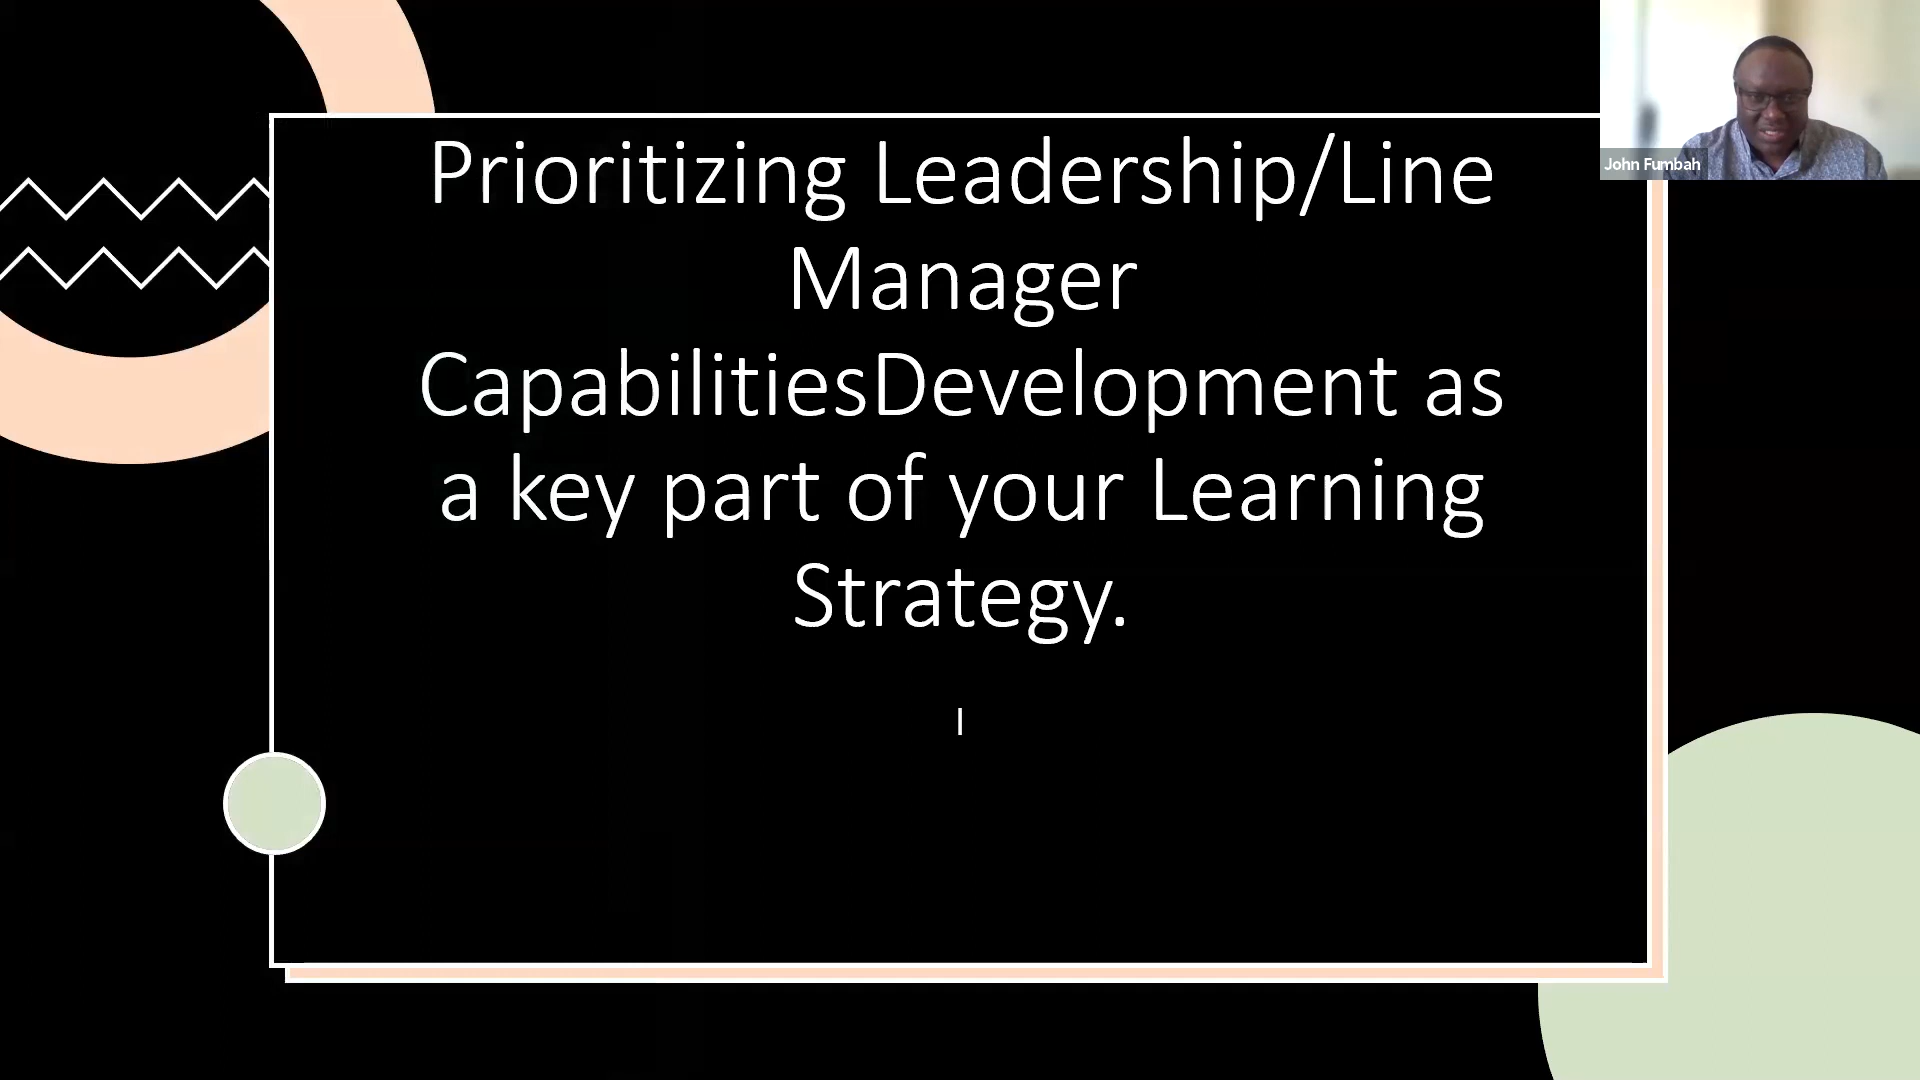 Prioritizing Leadership/Line
Manager
CapabilitiesDevelopment as
a key part of your Learning
Strategy.
John Fumbah